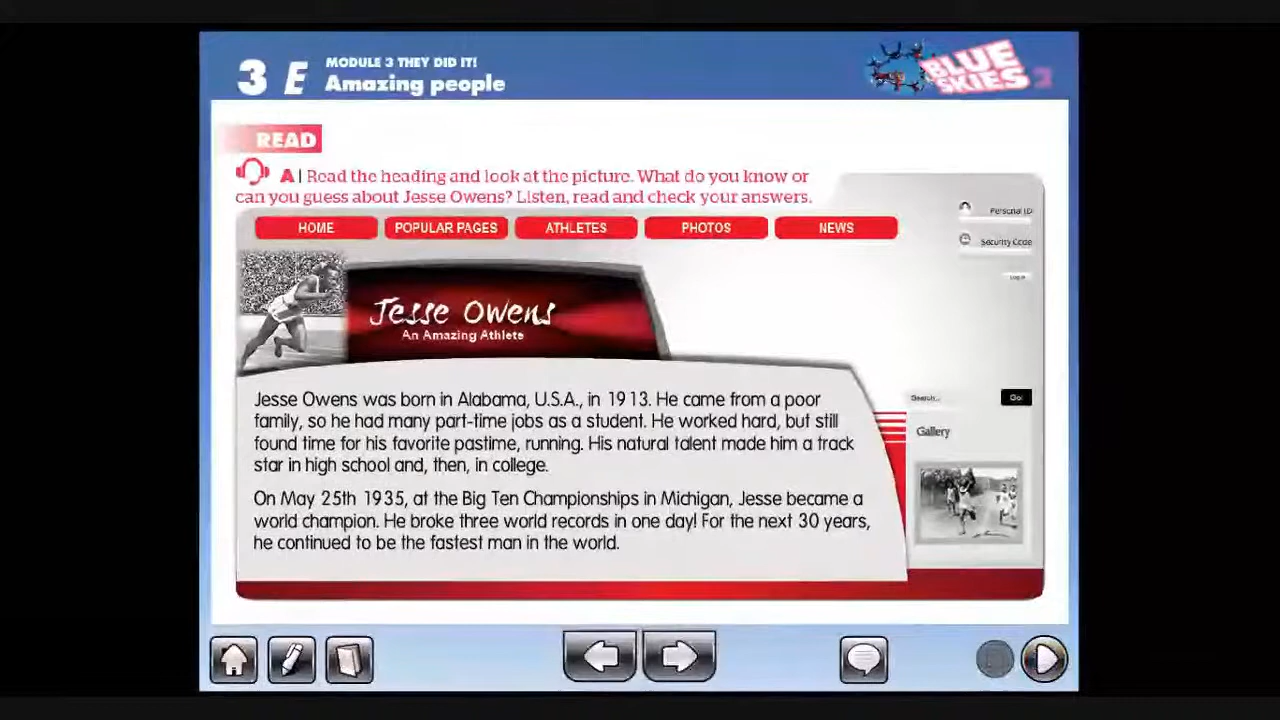 3 E
MODULE 3 THEY DID IT!
Amazing people
BLUE
SKIES 2
READ
A | Read the heading and look at the picture. What do you know or
can you guess about Jesse Owens? Listen, read and check your answers.
HOME POPULAR PAGES ATHLETES PHOTOS NEWS
Personal ID
Security Code
Log in
Jesse Owens
An Amazing Athlete
Jesse Owens was born in Alabama, U.S.A., in 1913. He came from a poor
family, so he had many part-time jobs as a student. He worked hard, but still
found time for his favorite pastime, running. His natural talent made him a track
star in high school and, then, in college.
On May 25th 1935, at the Big Ten Championships in Michigan, Jesse became a
world champion. He broke three world records in one day! For the next 30 years,
he continued to be the fastest man in the world.
Search... Go!
Gallery